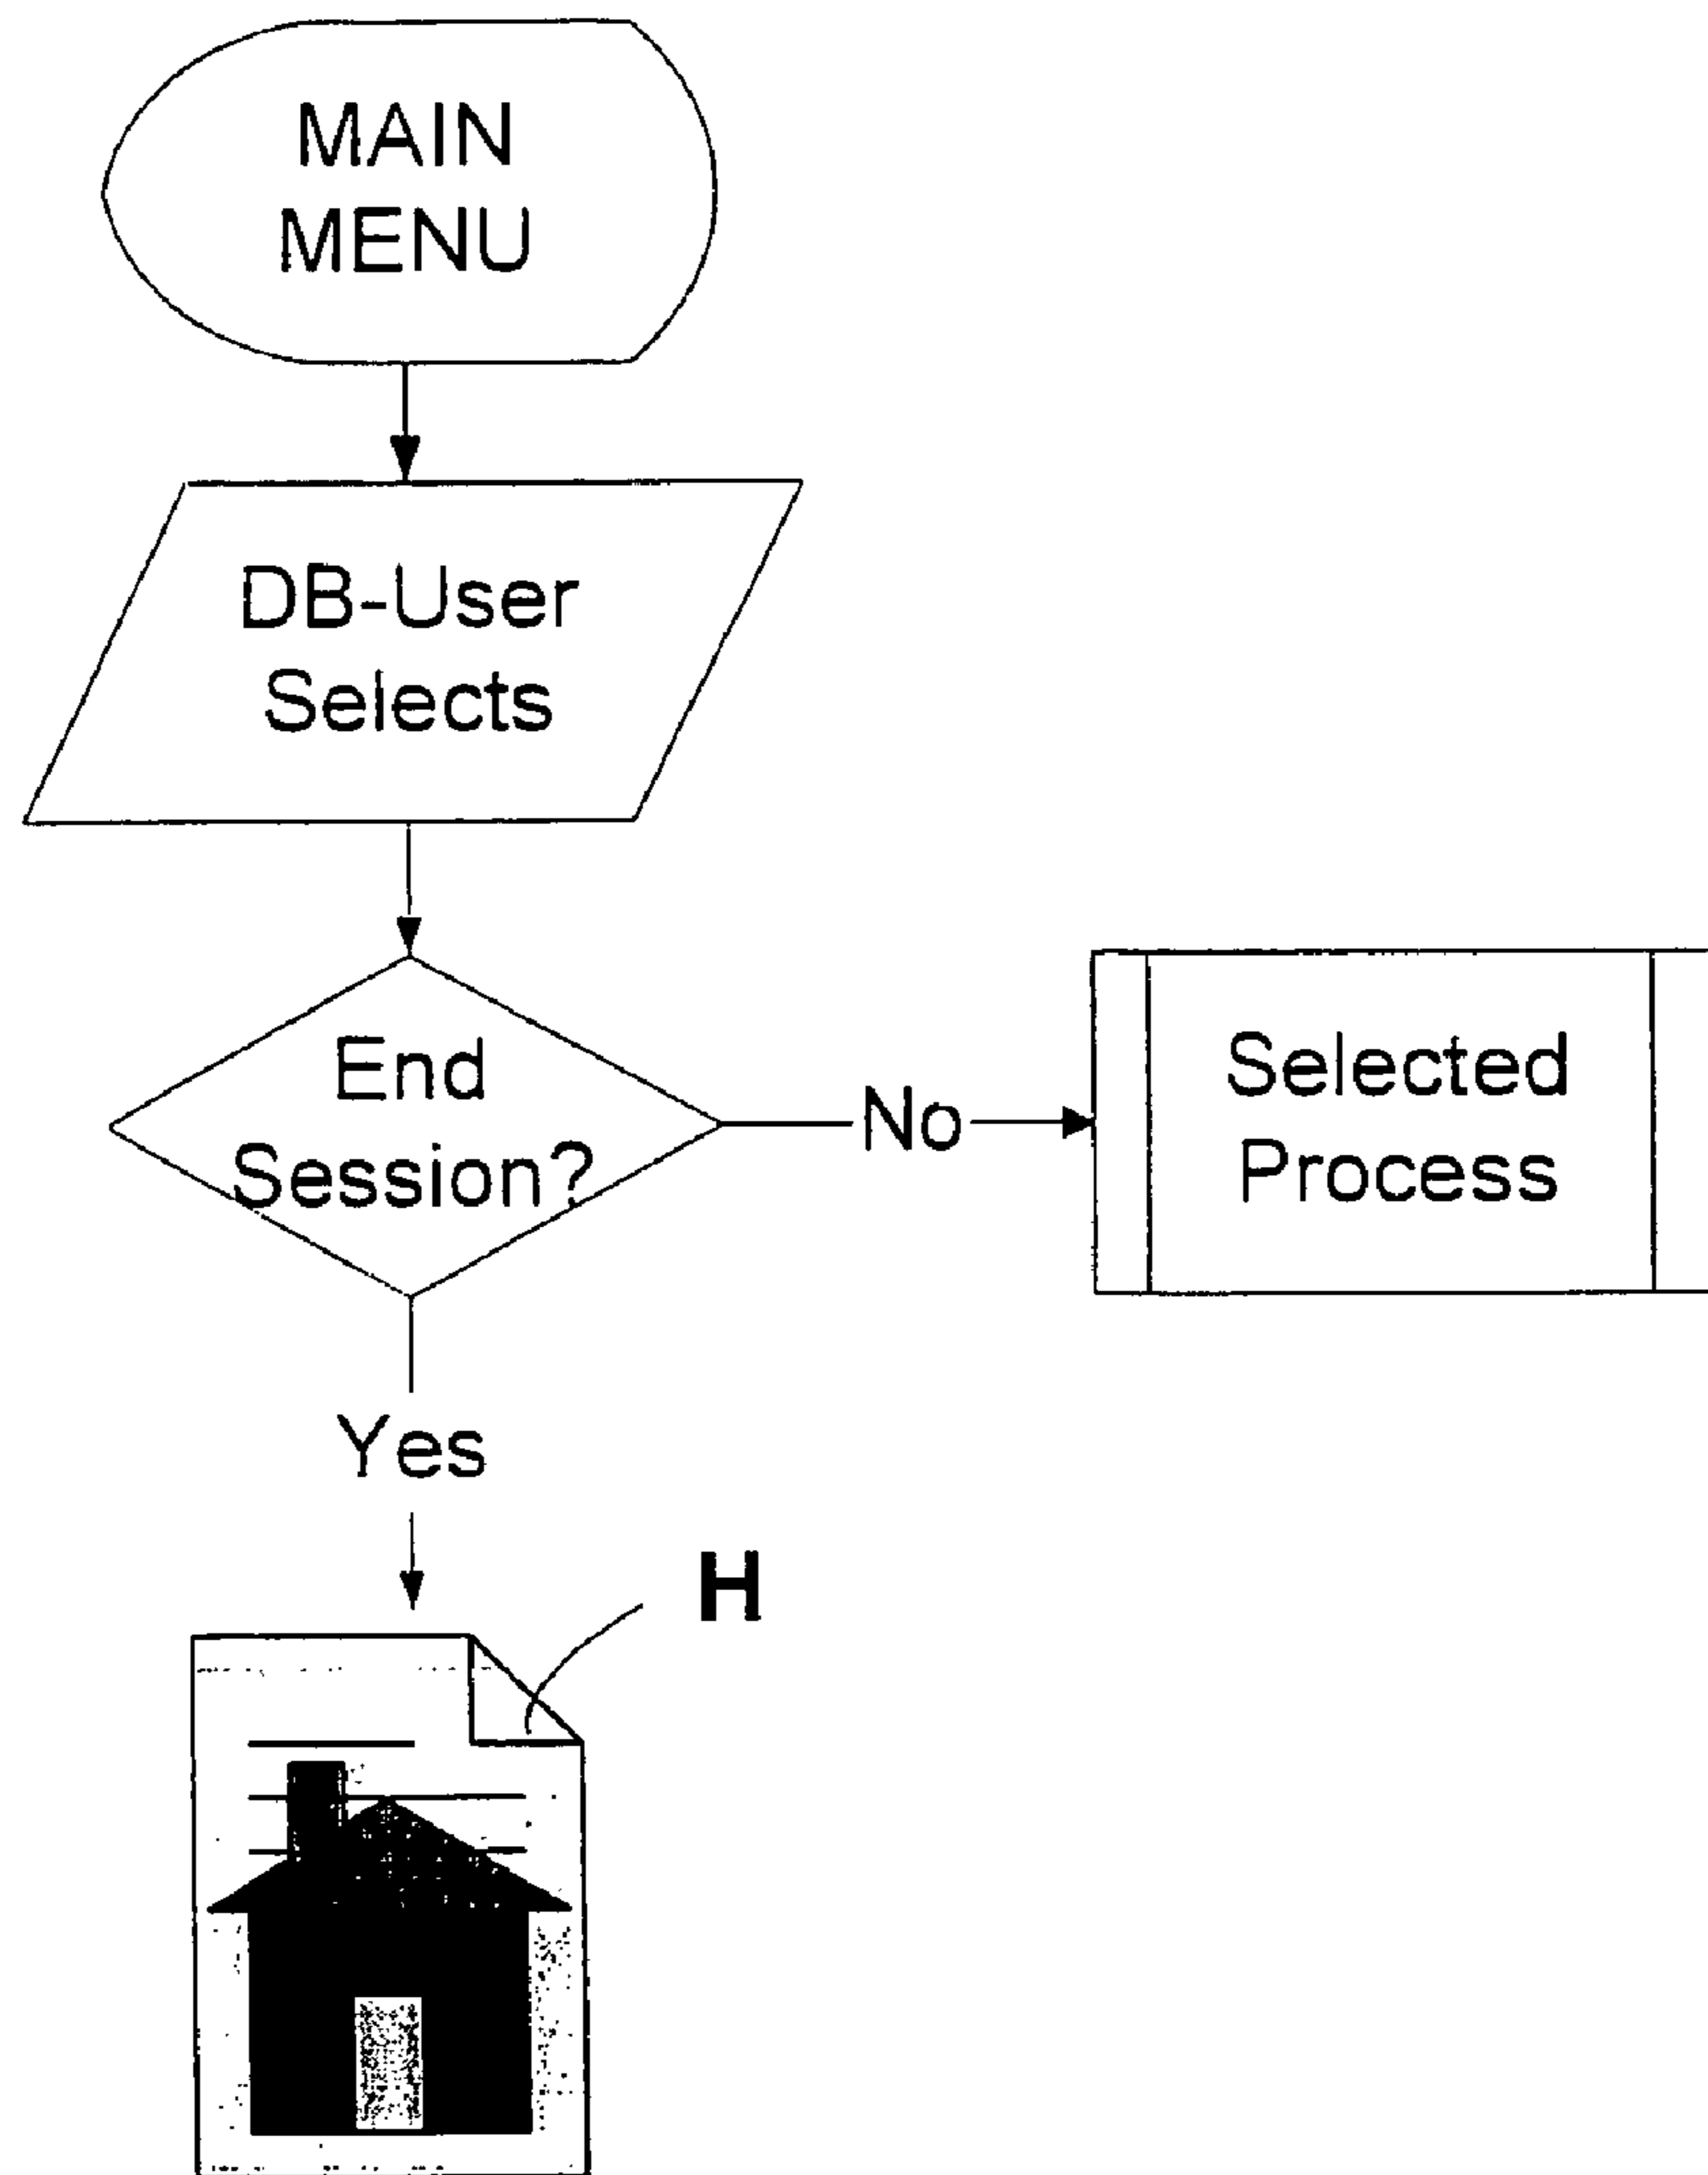 MAIN
MENU
DB-User
Selects
End
Session?
No
Selected
Process
Yes
H